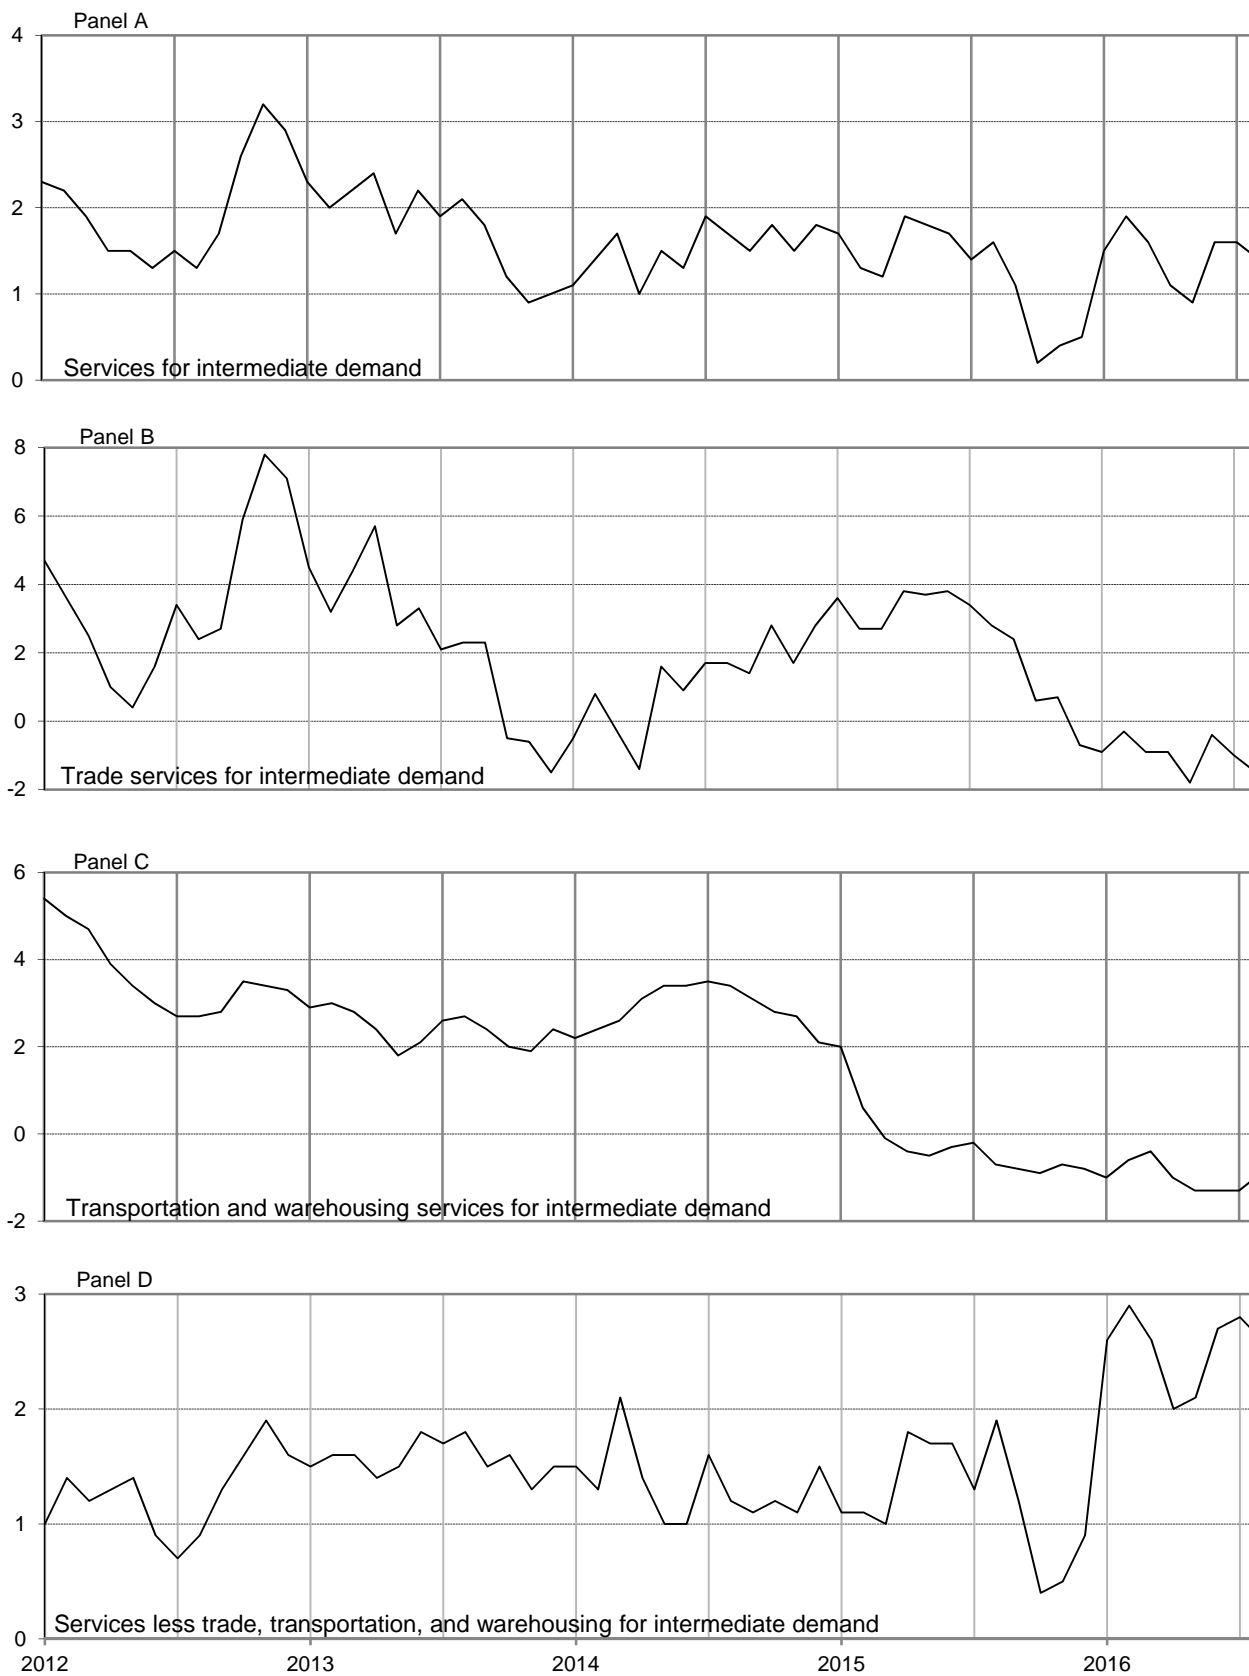 Panel A
4
3
2
1
0
Services for intermediate demand
Panel B
8
6
4
2
0
-2
Trade services for intermediate demand
Panel C
6
4
2
0
-2
Transportation and warehousing services for intermediate demand
Panel D
3
2
1
0
Services less trade, transportation, and warehousing for intermediate demand
2012 2013 2014 2015 2016